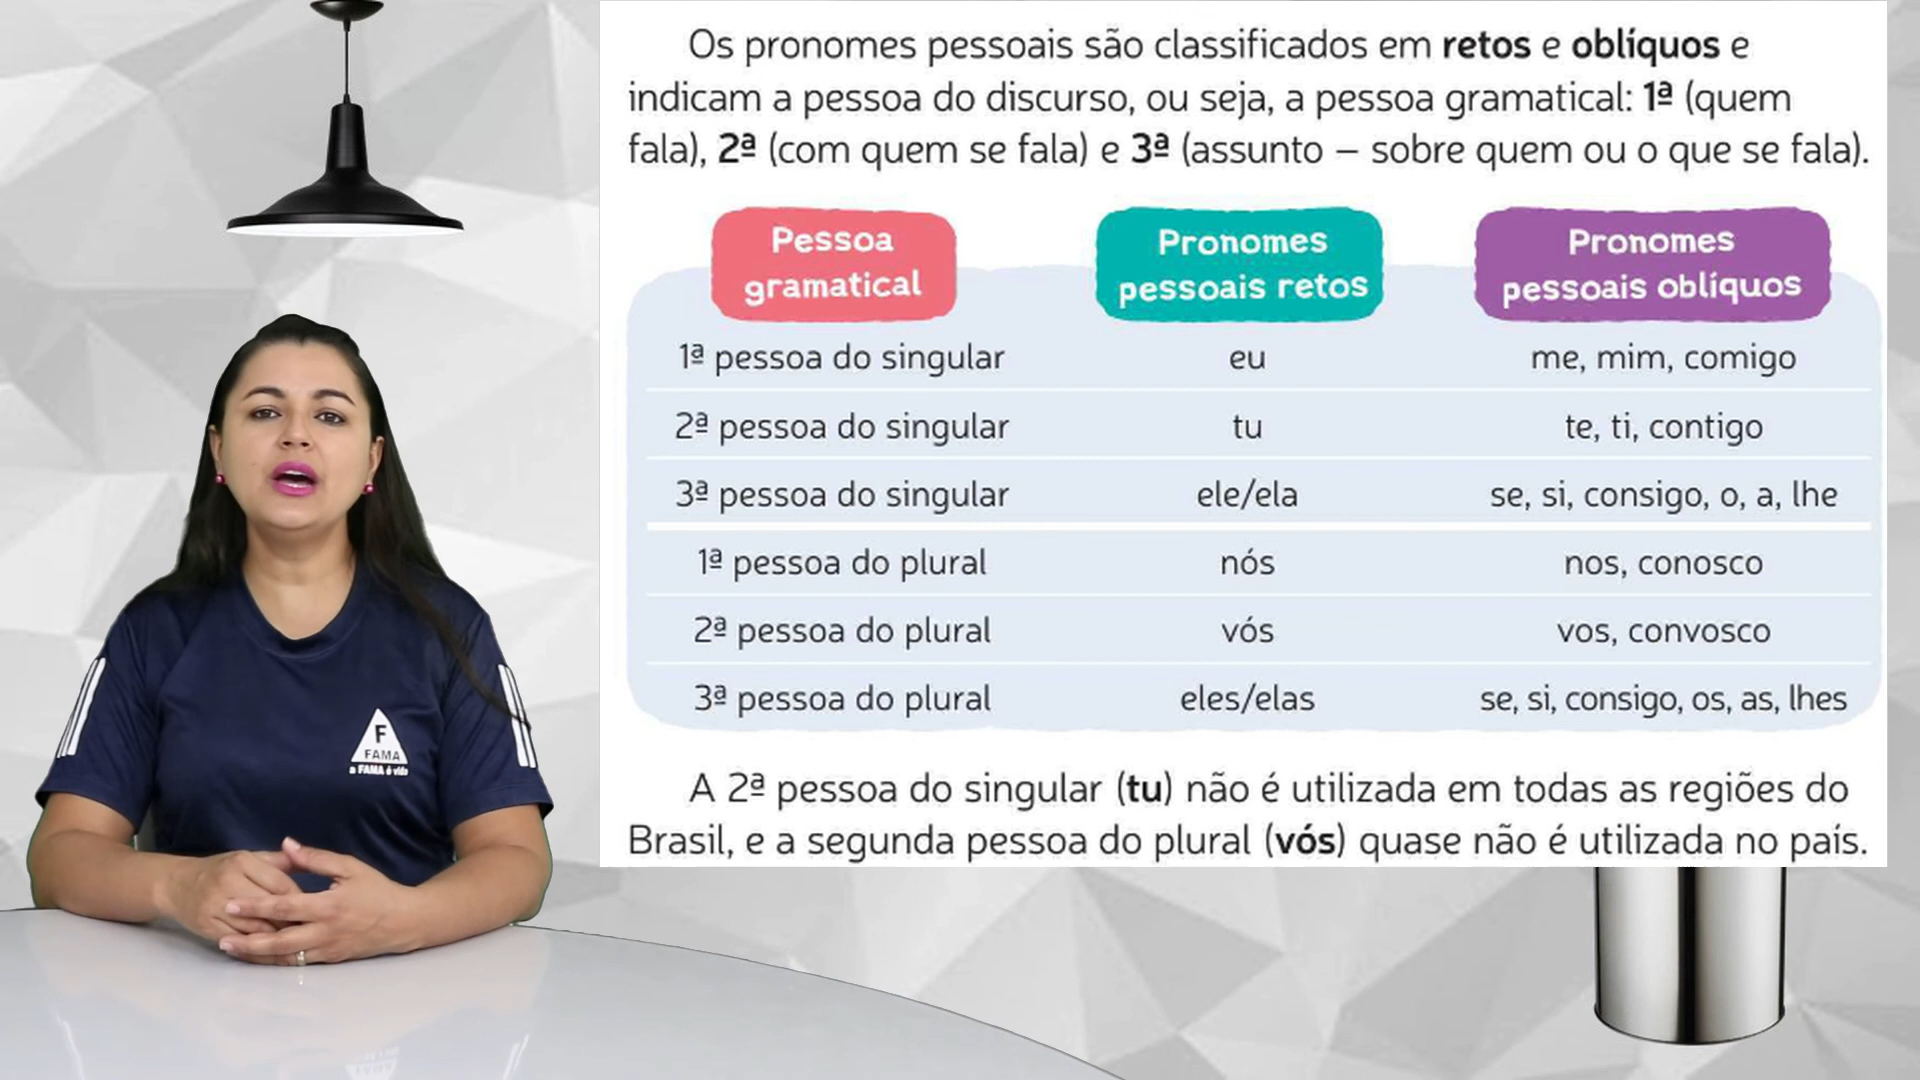 Os pronomes pessoais são classificados em retos e oblíquos e
indicam a pessoa do discurso, ou seja, a pessoa gramatical: 1ª (quem
fala), 2ª (com quem se fala) e 3ª (assunto – sobre quem ou o que se fala).
Pessoa
gramatical
Pronomes
pessoais retos
Pronomes
pessoais oblíquos
1ª pessoa do singular eu me, mim, comigo
2ª pessoa do singular tu te, ti, contigo
3ª pessoa do singular ele/ela se, si, consigo, o, a, lhe
1ª pessoa do plural nós nos, conosco
2ª pessoa do plural vós vos, convosco
3ª pessoa do plural eles/elas se, si, consigo, os, as, lhes
A 2ª pessoa do singular (tu) não é utilizada em todas as regiões do
Brasil, e a segunda pessoa do plural (vós) quase não é utilizada no país.
F
FAMA
a FAMA é vida